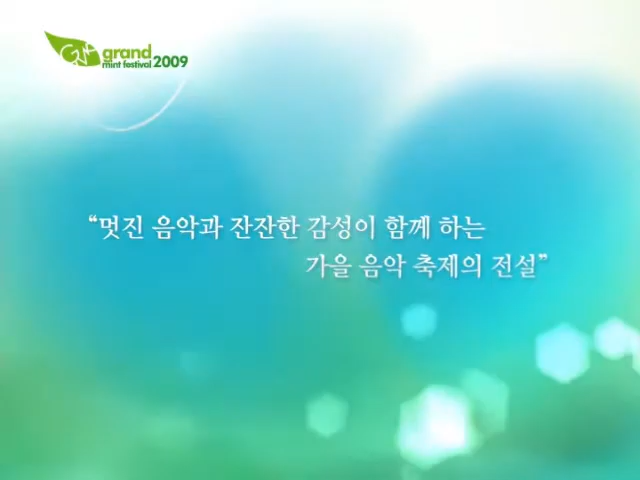 grand
mint festival 2009
“멋진 음악과 잔잔한 감성이 함께 하는
가을 음악 축제의 전설”